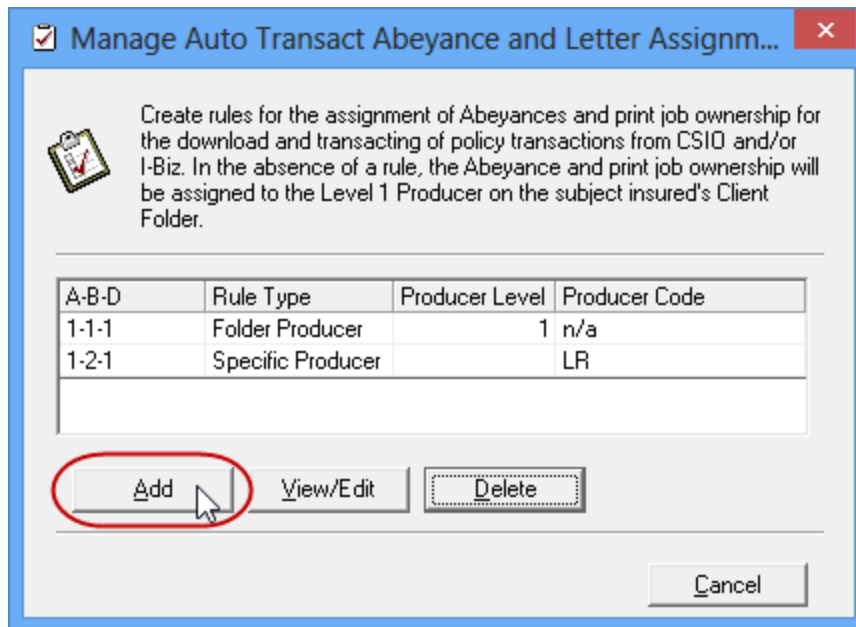 Manage Auto Transact Abeyance and Letter Assignm...
Create rules for the assignment of Abeyances and print job ownership for
the download and transacting of policy transactions from CSIO and/or
I-Biz. In the absence of a rule, the Abeyance and print job ownership will
be assigned to the Level 1 Producer on the subject insured's Client
Folder.
A-B-D Rule Type Producer Level Producer Code
1-1-1 Folder Producer 1 n/a
1-2-1 Specific Producer LR
Add View/Edit Delete
Cancel